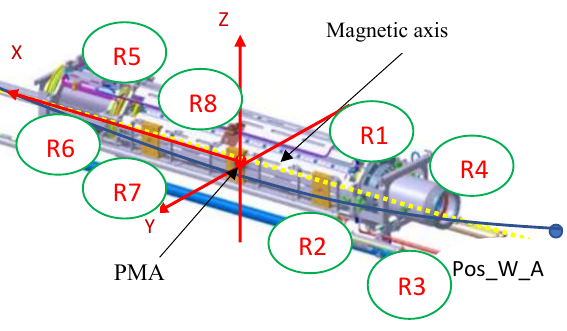 Z
Magnetic axis
X
R5
R8
R1
R6
R4
R7
Y
R2
PMA
R3
Pos_W_A